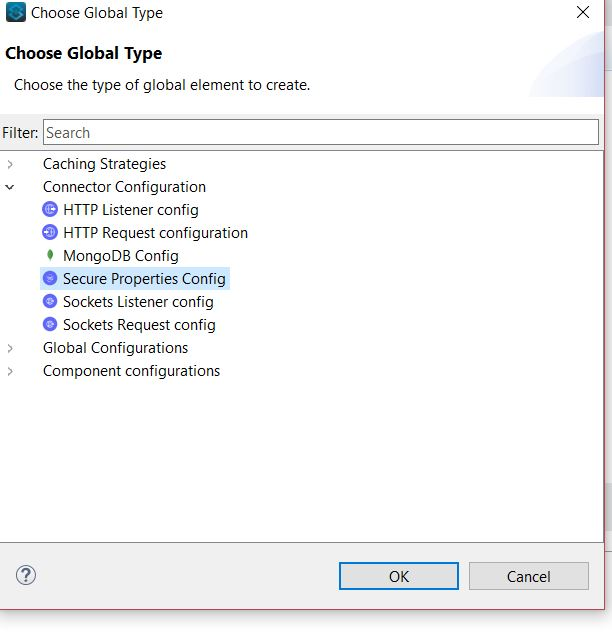 Choose Global Type
Choose Global Type
Choose the type of global element to create.
Filter: Search
Caching Strategies
Connector Configuration
HTTP Listener config
HTTP Request configuration
MongoDB Config
Secure Properties Config
Sockets Listener config
Sockets Request config
Global Configurations
Component configurations
? OK Cancel